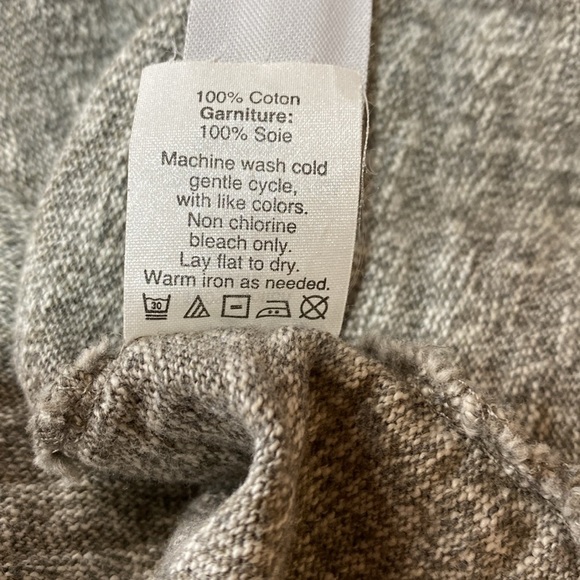 100% Coton
Garniture:
100% Soie
Machine wash cold
gentle cycle,
with like colors.
Non chlorine
bleach only.
Lay flat to dry.
Warm iron as needed.
30